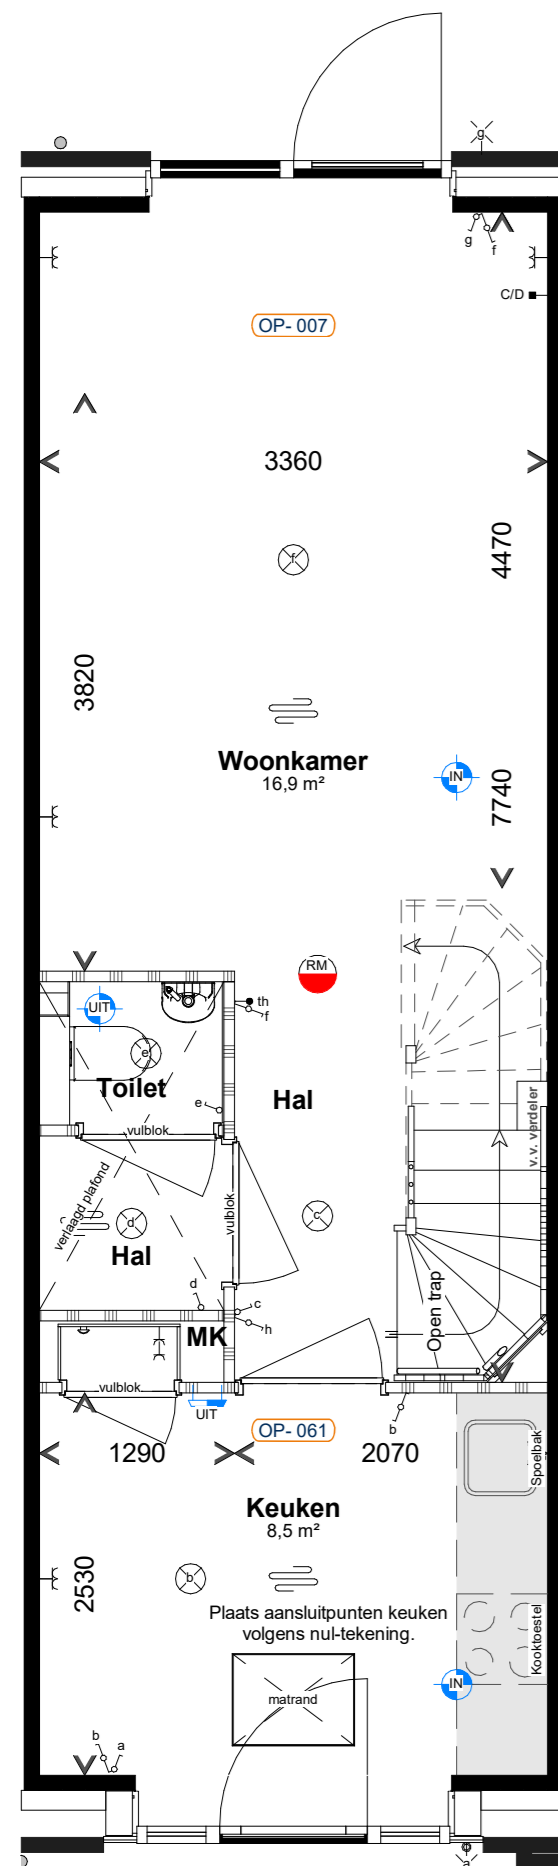 g
g
f
C/D
OP- 007
3360
4470
f
3820
Woonkamer
16,9 m²
IN
7740
RM
UIT
th
f
e
Toilet
e
Hal
vulblok
v.v. verdeler
verlaagd plafond
vulblok
d
c
Hal
d
c
h
MK
Open trap
vulblok
UIT
OP- 061
b
1290
2070
Spoelbak
Keuken
8,5 m²
b
2530
Plaats aansluitpunten keuken
volgens nul-tekening.
Kooktoestel
IN
matrand
b
a
a